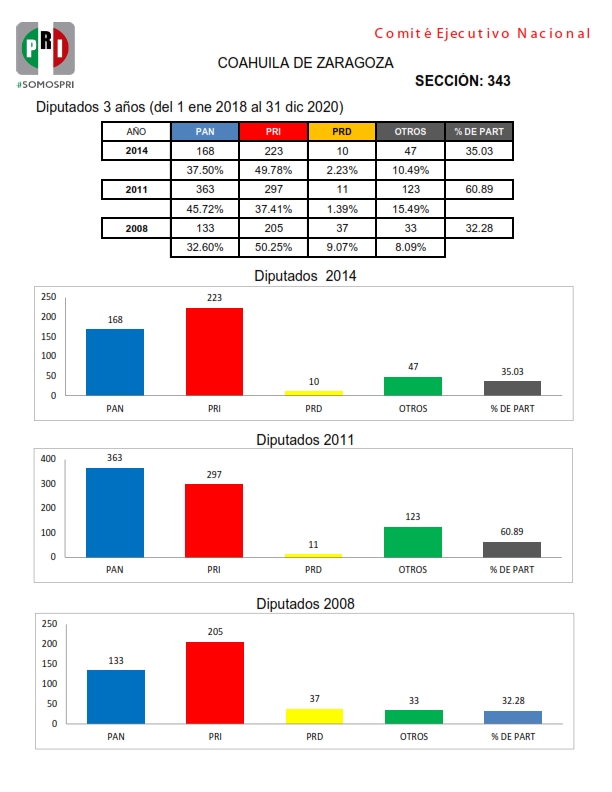 Comité Ejecutivo Nacional
PRI
#SOMOSPRI
COAHUILA DE ZARAGOZA
SECCIÓN: 343
Diputados 3 años (del 1 ene 2018 al 31 dic 2020)
AÑO PAN PRI PRD OTROS % DE PART
2014 168 223 10 47 35.03
37.50% 49.78% 2.23% 10.49%
2011 363 297 11 123 60.89
45.72% 37.41% 1.39% 15.49%
2008 133 205 37 33 32.28
32.60% 50.25% 9.07% 8.09%
Diputados 2014
250
200
150
100
50
0
168 223 10 47 35.03
PAN PRI PRD OTROS % DE PART
Diputados 2011
400
300
200
100
0
363 297 11 123 60.89
PAN PRI PRD OTROS % DE PART
Diputados 2008
250
200
150
100
50
0
133 205 37 33 32.28
PAN PRI PRD OTROS % DE PART